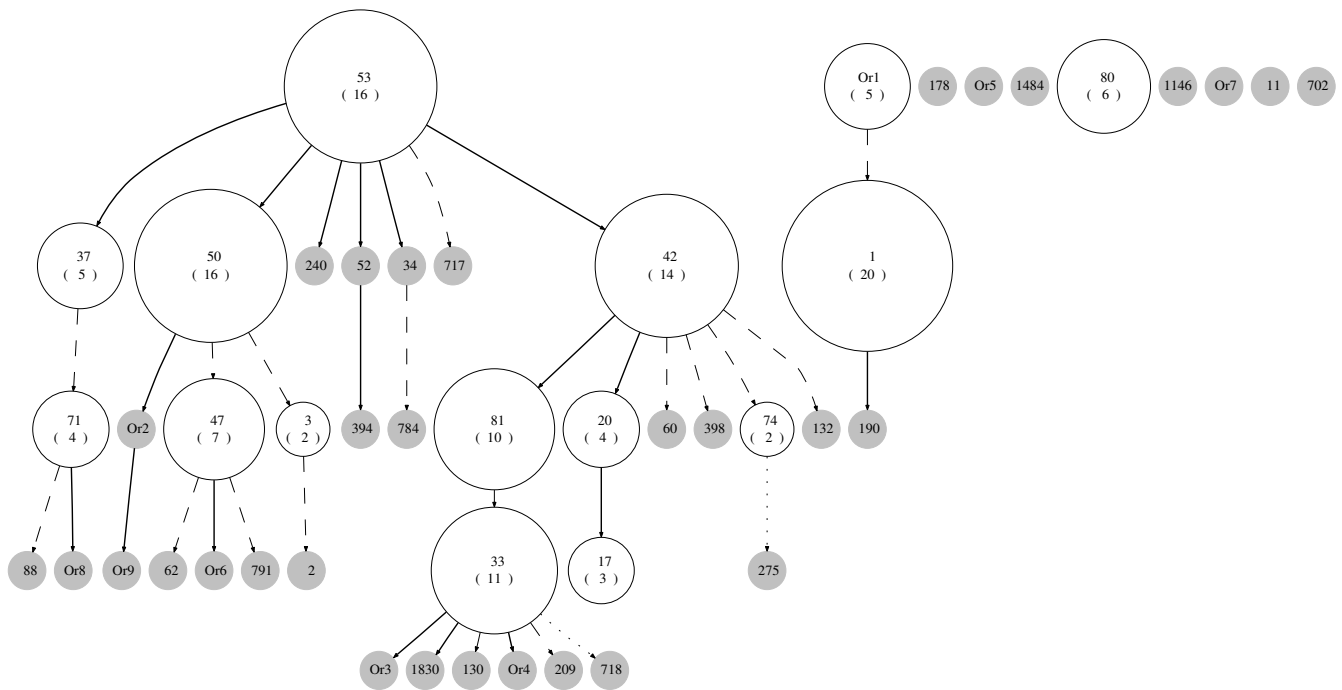 53
( 16 )
Or1
( 5 )
178
Or5
1484
80
( 6 )
1146
Or7
11
702
37
( 5 )
50
( 16 )
240
52
34
717
42
( 14 )
1
( 20 )
71
( 4 )
Or2
47
( 7 )
3
( 2 )
394
784
81
( 10 )
20
( 4 )
60
398
74
( 2 )
132
190
88
Or8
Or9
62
Or6
791
2
33
( 11 )
17
( 3 )
275
Or3
1830
130
Or4
209
718